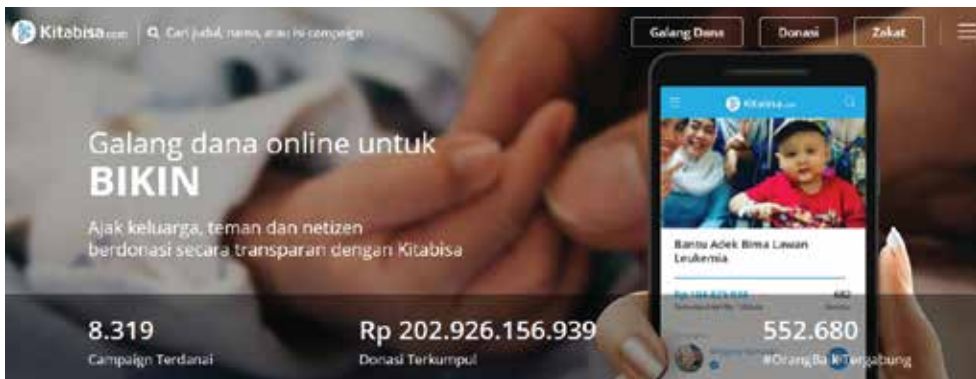 Kitabisa.com
Cari judul, nama, atau isi campaign
Galang Dana
Donasi
Zakat
Galang dana online untuk
BIKIN
Ajak keluarga, teman dan netizen
berdonasi secara transparan dengan Kitabisa
8.319
Campaign Terdanai
Rp 202.926.156.939
Donasi Terkumpul
552.680
#OrangBaikTergabung
Kitabisa.com
Bantu Adek Bima Lawan
Leukemia
682